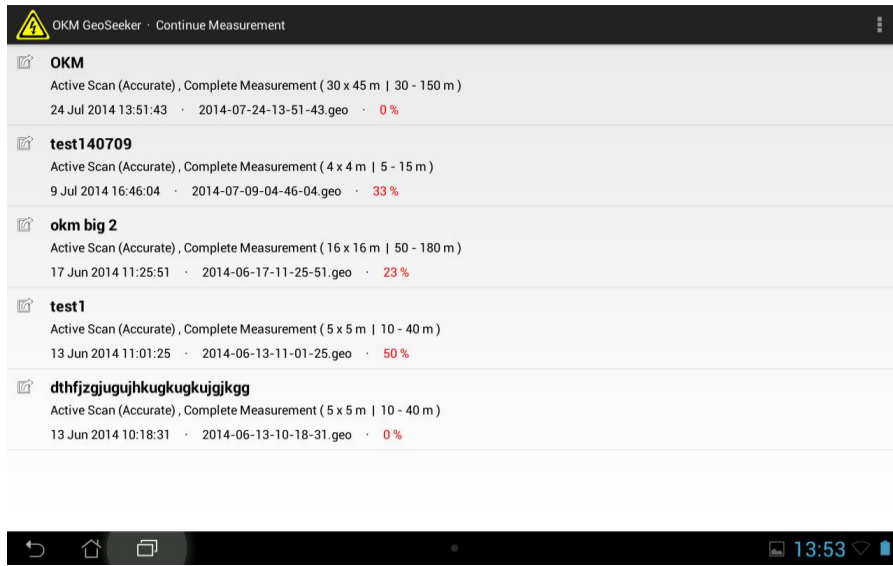 OKM GeoSeeker · Continue Measurement
OKM
Active Scan (Accurate) , Complete Measurement ( 30 x 45 m | 30 - 150 m )
24 Jul 2014 13:51:43 · 2014-07-24-13-51-43.geo · 0 %
test140709
Active Scan (Accurate) , Complete Measurement ( 4 x 4 m | 5 - 15 m )
9 Jul 2014 16:46:04 · 2014-07-09-04-46-04.geo · 33 %
okm big 2
Active Scan (Accurate) , Complete Measurement ( 16 x 16 m | 50 - 180 m )
17 Jun 2014 11:25:51 · 2014-06-17-11-25-51.geo · 23 %
test1
Active Scan (Accurate) , Complete Measurement ( 5 x 5 m | 10 - 40 m )
13 Jun 2014 11:01:25 · 2014-06-13-11-01-25.geo · 50 %
dthfjzgjugujhkugkugkujgjkgg
Active Scan (Accurate) , Complete Measurement ( 5 x 5 m | 10 - 40 m )
13 Jun 2014 10:18:31 · 2014-06-13-10-18-31.geo · 0 %
13:53